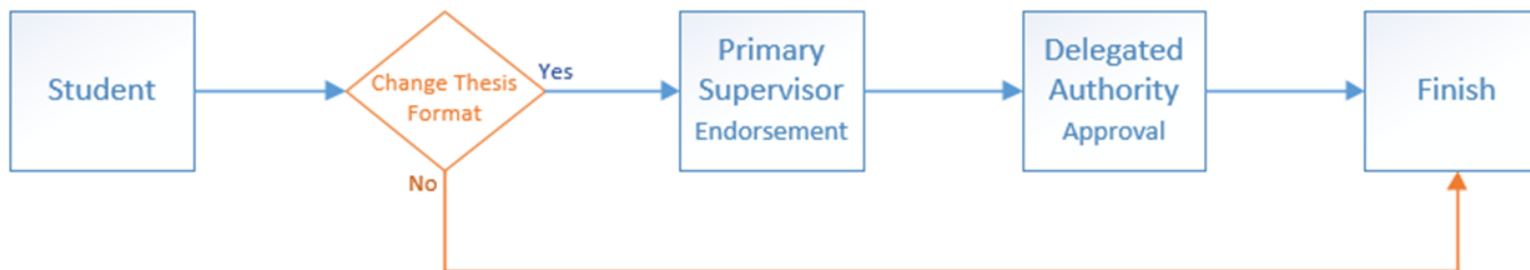 Student
Change Thesis
Format
Yes
No
Primary
Supervisor
Endorsement
Delegated
Authority
Approval
Finish